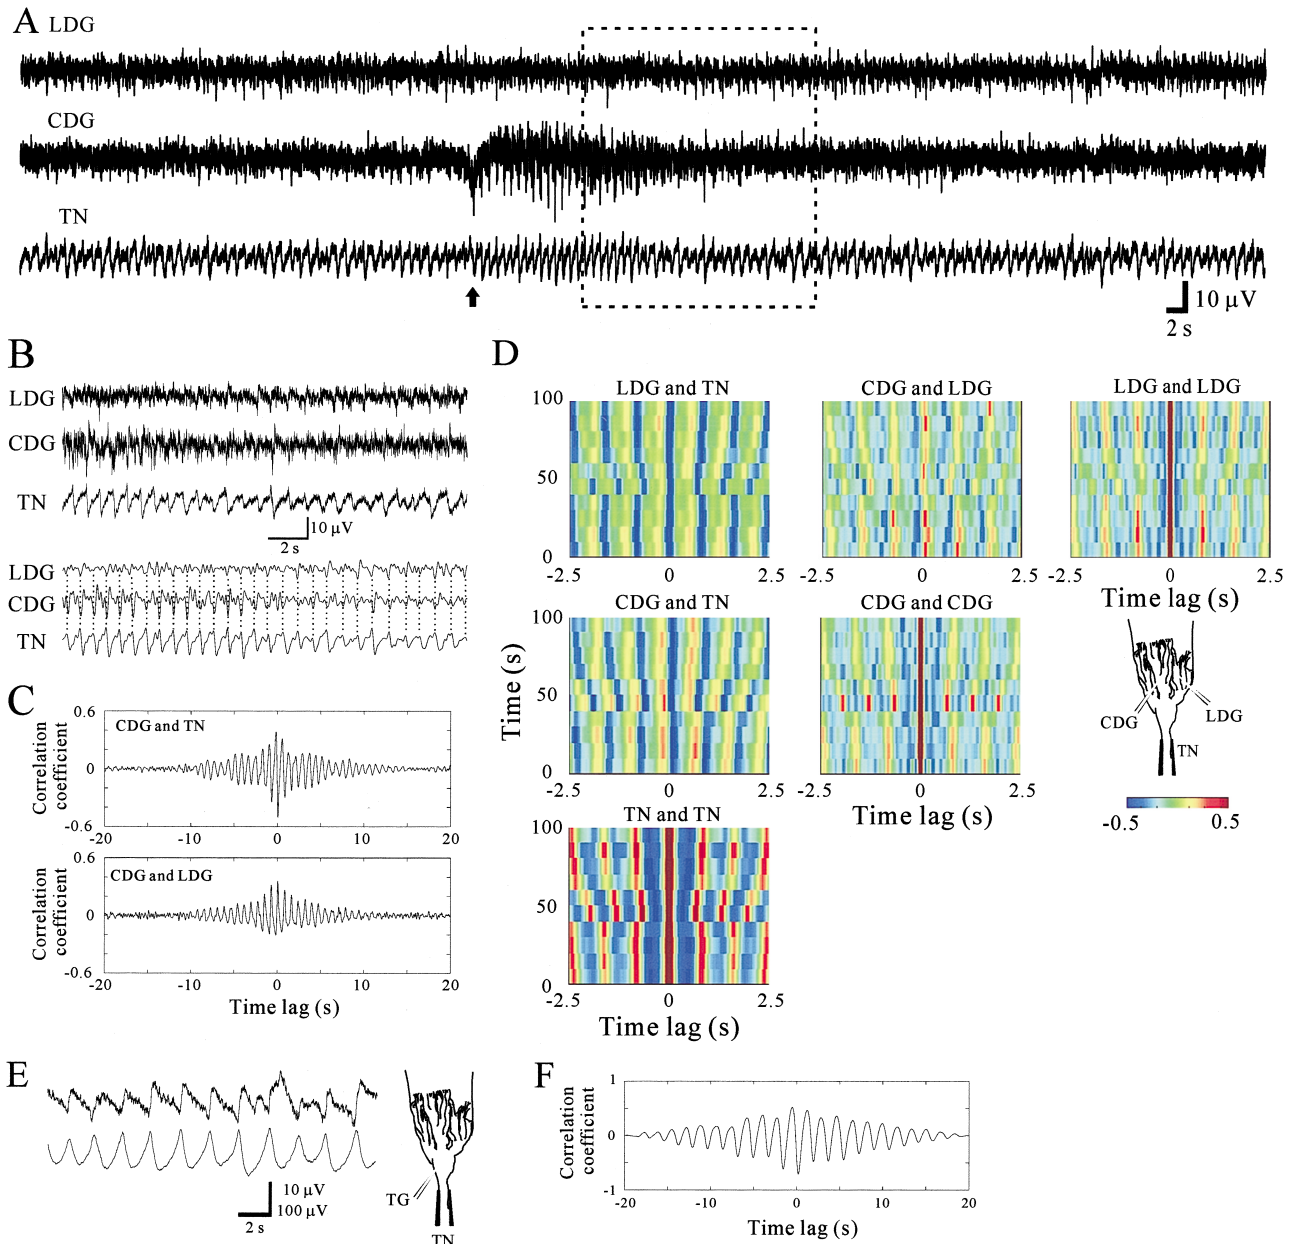 A
LDG
CDG
TN
10 µV
2 s
B
LDG
CDG
TN
10 µV
2 s
LDG
CDG
TN
C
0.6
0
-0.6
Correlation
coefficient
CDG and TN
-20
-10
0
10
20
0.6
0
-0.6
Correlation
coefficient
CDG and LDG
-20
-10
0
10
20
Time lag (s)
D
LDG and TN
CDG and LDG
LDG and LDG
100
50
0
-2.5
0
2.5
-2.5
0
2.5
-2.5
0
2.5
Time lag (s)
CDG and TN
CDG and CDG
100
50
0
Time (s)
-2.5
0
2.5
-2.5
0
2.5
Time lag (s)
CDG
LDG
TN
-0.5
0.5
TN and TN
100
50
0
-2.5
0
2.5
Time lag (s)
E
10 µV
100 µV
2 s
TG
TN
F
Correlation
coefficient
1
0
-1
-20
-10
0
10
20
Time lag (s)